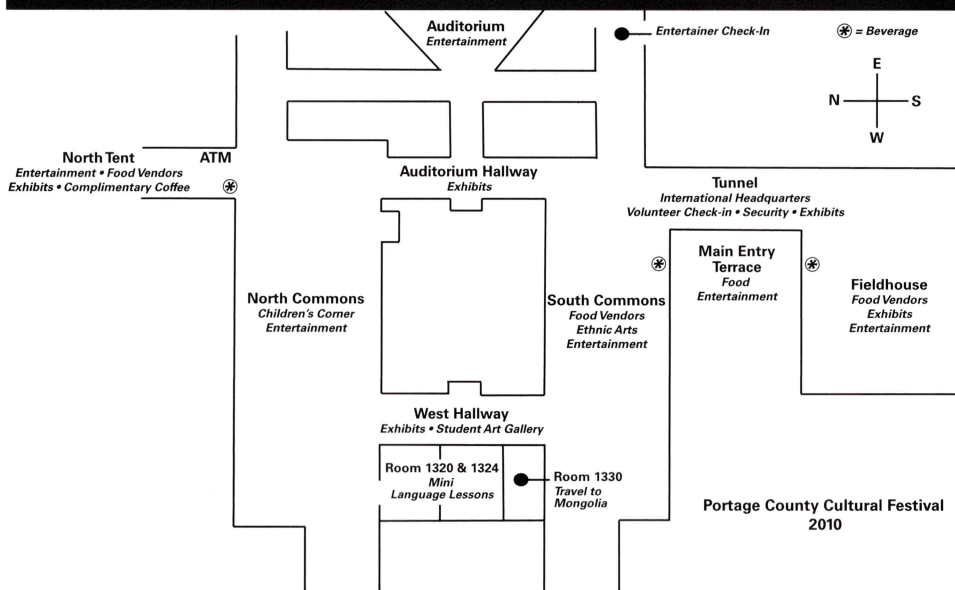 Auditorium
Entertainment
Entertainer Check-In
= Beverage
E
N S
W
North Tent
Entertainment • Food Vendors
Exhibits • Complimentary Coffee
ATM
Auditorium Hallway
Exhibits
Tunnel
International Headquarters
Volunteer Check-in • Security • Exhibits
Main Entry
Terrace
Food
Entertainment
North Commons
Children's Corner
Entertainment
South Commons
Food Vendors
Ethnic Arts
Entertainment
Fieldhouse
Food Vendors
Exhibits
Entertainment
West Hallway
Exhibits • Student Art Gallery
Room 1320 & 1324
Mini
Language Lessons
Room 1330
Travel to
Mongolia
Portage County Cultural Festival
2010